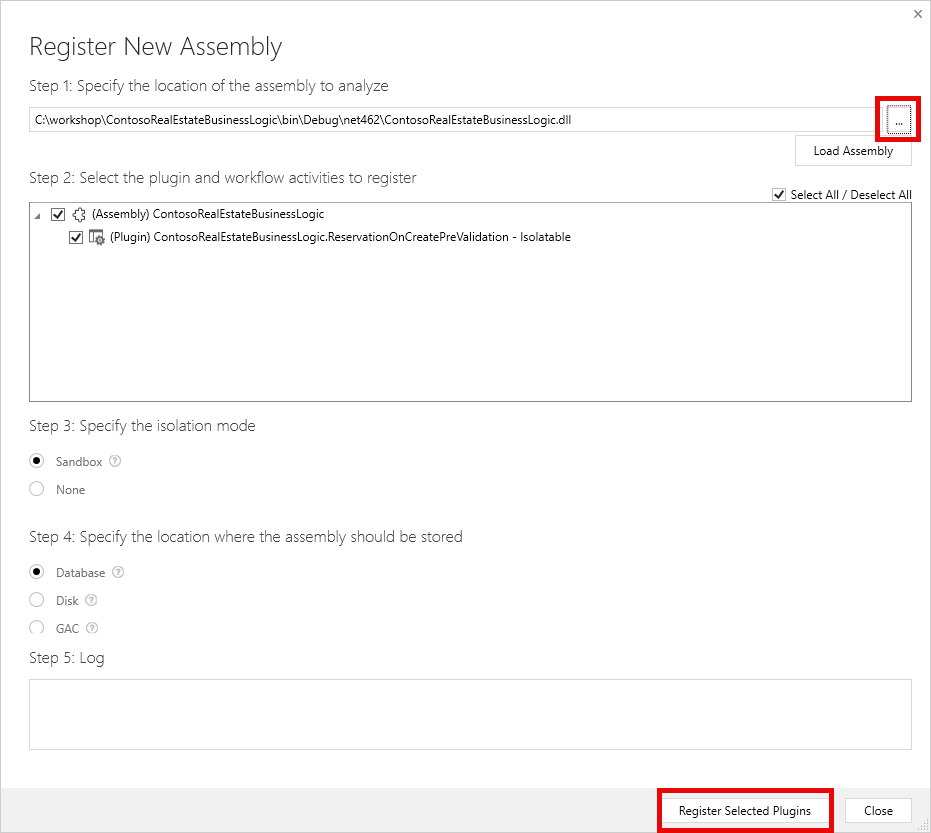 Register New Assembly
Step 1: Specify the location of the assembly to analyze
C:\workshop\ContosoRealEstateBusinessLogic\bin\Debug\net462\ContosoRealEstateBusinessLogic.dll
...
Load Assembly
Step 2: Select the plugin and workflow activities to register
Select All / Deselect All
(Assembly) ContosoRealEstateBusinessLogic
(Plugin) ContosoRealEstateBusinessLogic.ReservationOnCreatePreValidation - Isolatable
Step 3: Specify the isolation mode
Sandbox ?
None
Step 4: Specify the location where the assembly should be stored
Database ?
Disk ?
GAC ?
Step 5: Log
Register Selected Plugins
Close